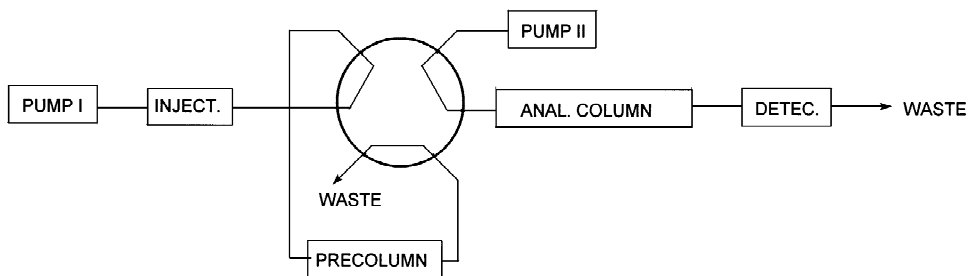 PUMP II
PUMP I
INJECT.
ANAL. COLUMN
DETEC.
WASTE
WASTE
PRECOLUMN